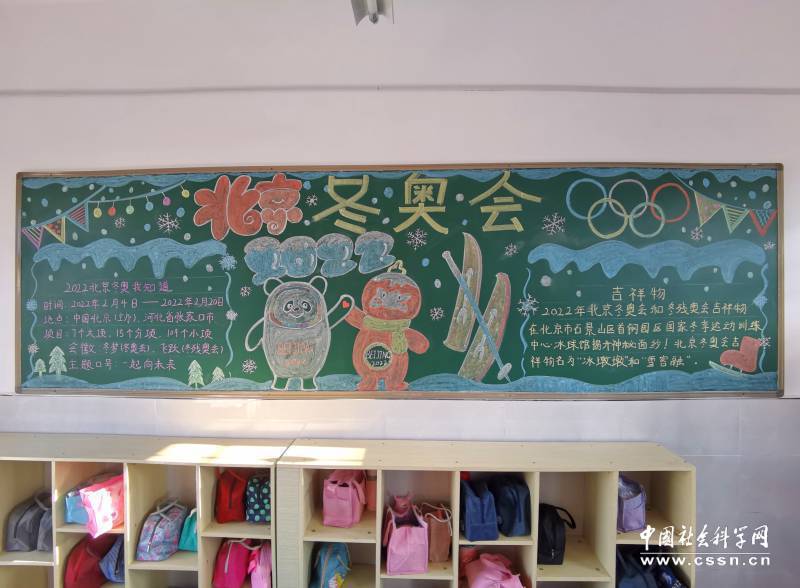 北京冬奥会
2022
2022北京冬奥我知道
时间:2022年2月4日——2022年2月20日
地点:中国北京(主办)、河北省张家口市
项目:7个大项、15个分项、109个小项
会徽:冬梦(冬奥会)、飞跃(冬残奥会)
主题口号:一起向未来
BEIJING
2022
BEIJING
2022
吉祥物
2022年北京冬奥会和冬残奥会吉祥物
在北京市石景山区首钢园区国家冬季运动训练
中心冰球馆揭开神秘面纱!北京冬奥会吉
祥物名为“冰墩墩”和“雪容融”.
中国社会科学网
www.cssn.cn